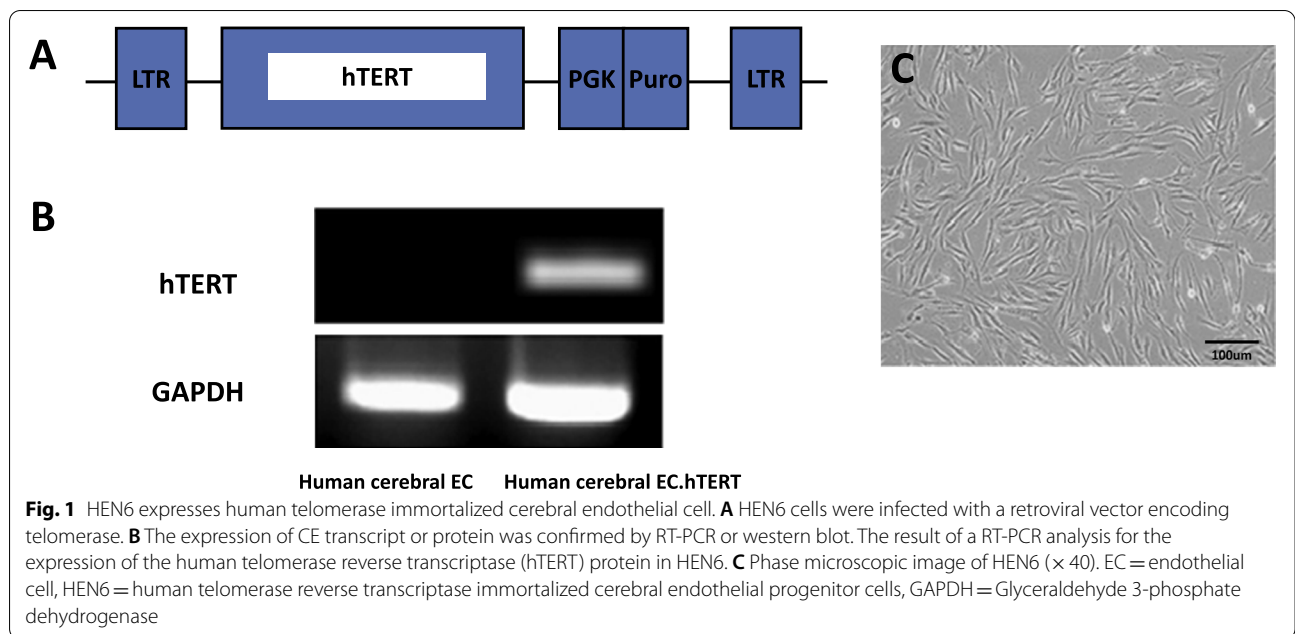 A
LTR
hTERT
PGK
Puro
LTR
C
100um
B
hTERT
GAPDH
Human cerebral EC
Human cerebral EC.hTERT
Fig. 1 HEN6 expresses human telomerase immortalized cerebral endothelial cell. A HEN6 cells were infected with a retroviral vector encoding
telomerase. B The expression of CE transcript or protein was confirmed by RT-PCR or western blot. The result of a RT-PCR analysis for the
expression of the human telomerase reverse transcriptase (hTERT) protein in HEN6. C Phase microscopic image of HEN6 (× 40). EC = endothelial
cell, HEN6 = human telomerase reverse transcriptase immortalized cerebral endothelial progenitor cells, GAPDH = Glyceraldehyde 3-phosphate
dehydrogenase